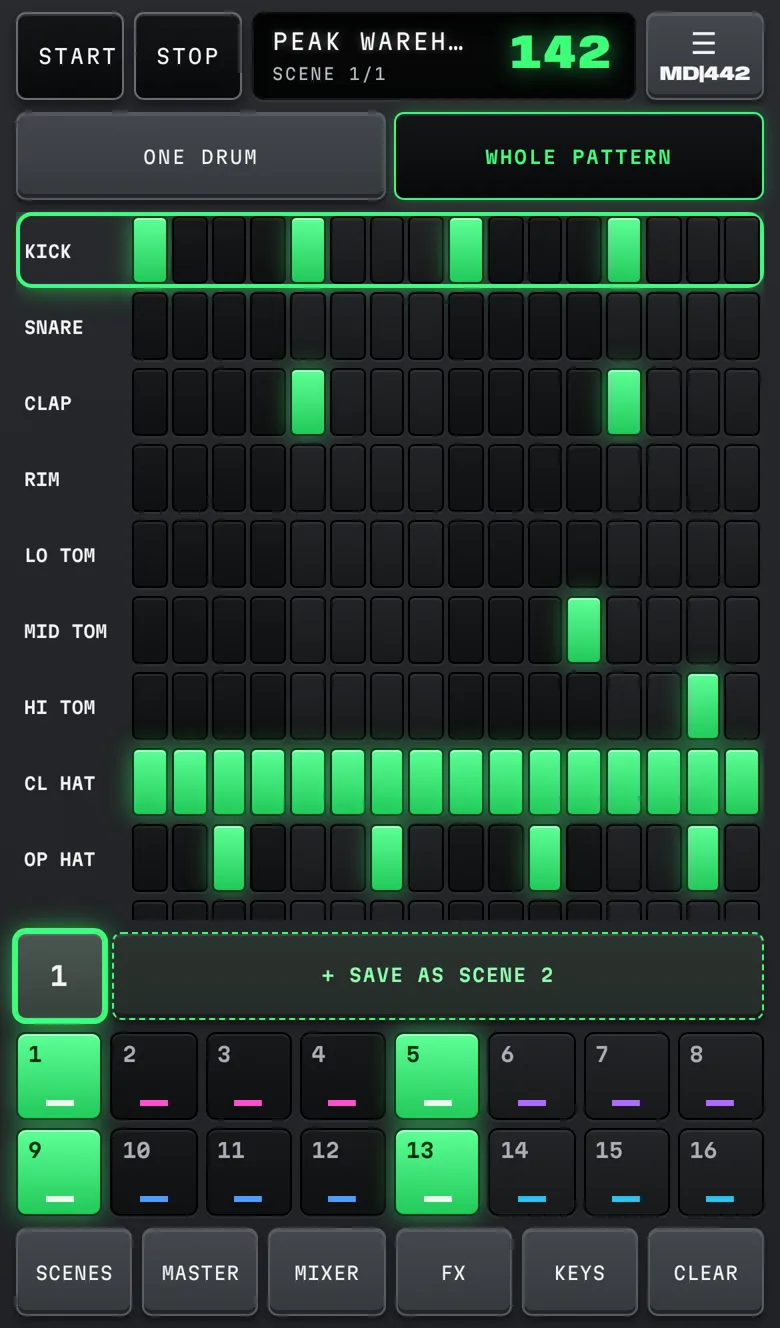 START
STOP
PEAK WAREH…
SCENE 1/1
142
☰
MD|442
ONE DRUM
WHOLE PATTERN
KICK
SNARE
CLAP
RIM
LO TOM
MID TOM
HI TOM
CL HAT
OP HAT
1
+ SAVE AS SCENE 2
1 2 3 4 5 6 7 8
9 10 11 12 13 14 15 16
SCENES
MASTER
MIXER
FX
KEYS
CLEAR